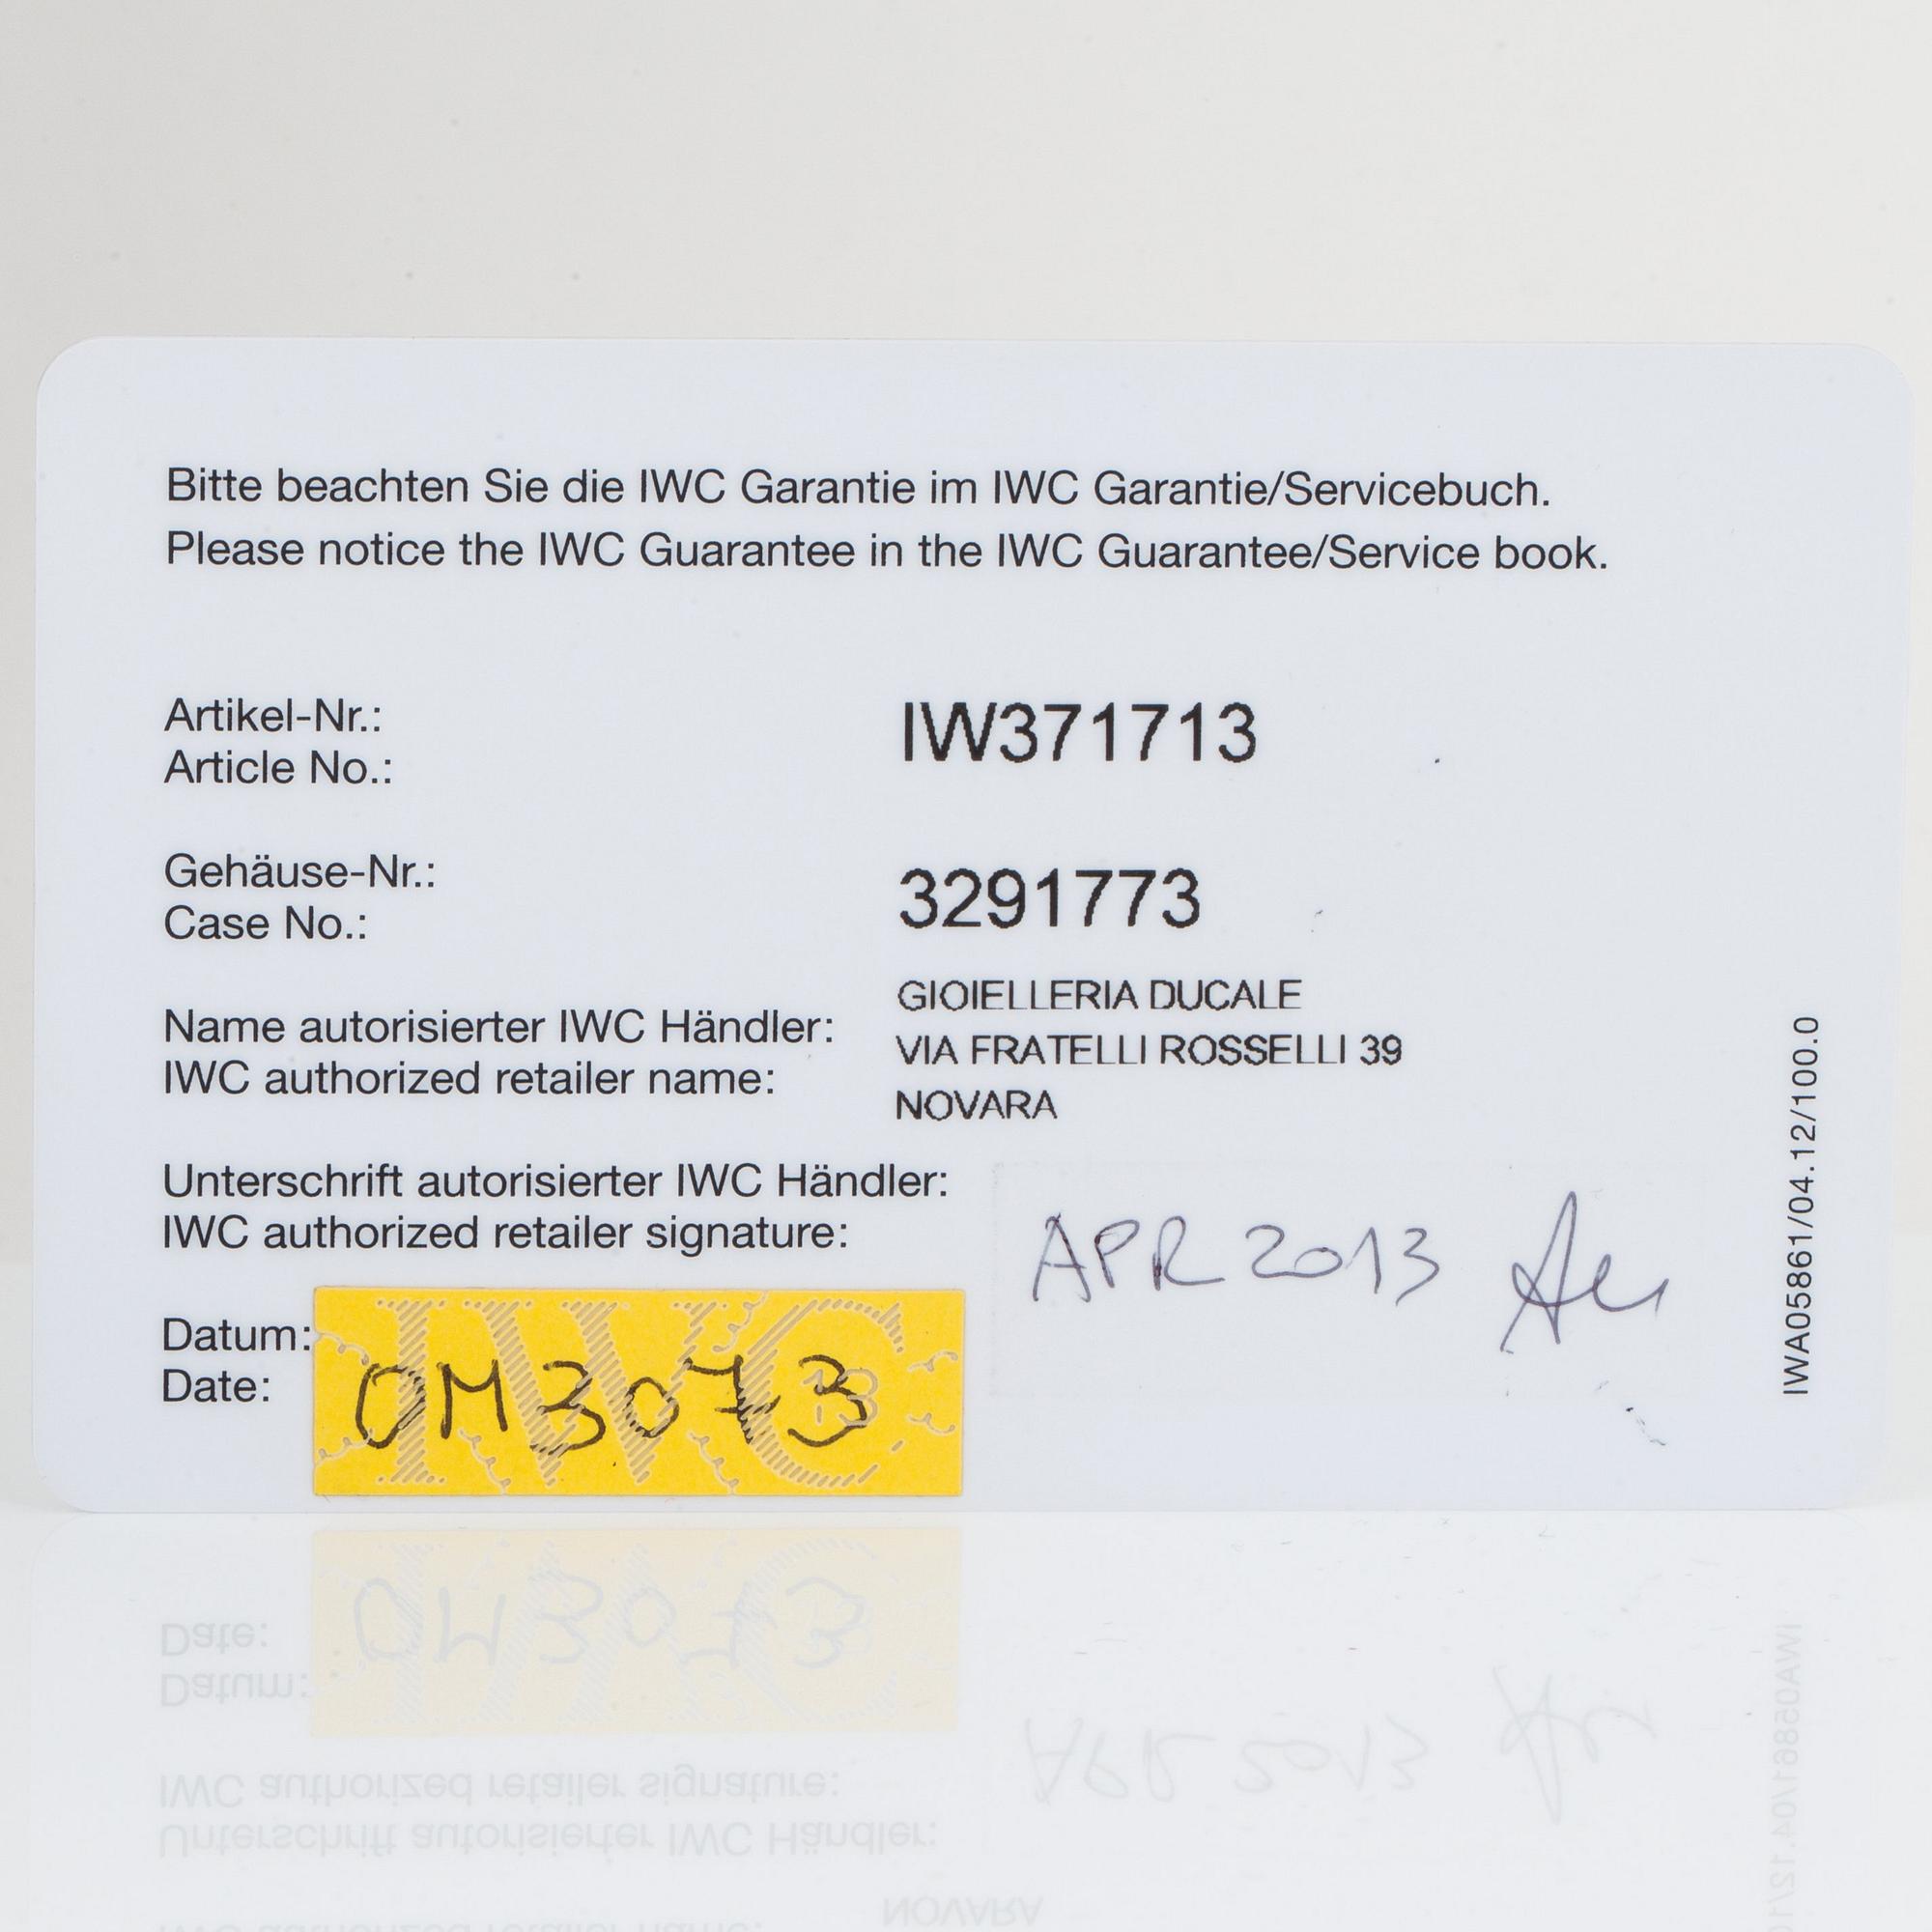 Bitte beachten Sie die IWC Garantie im IWC Garantie/Servicebuch.
Please notice the IWC Guarantee in the IWC Guarantee/Service book.
Artikel-Nr.:
Article No.:
IW371713
Gehäuse-Nr.:
Case No.:
3291773
Name autorisierter IWC Händler:
IWC authorized retailer name:
GIOIELLERIA DUCALE
VIA FRATELLI ROSSELLI 39
NOVARA
Unterschrift autorisierter IWC Händler:
IWC authorized retailer signature:
APR 2013
Datum:
Date:
IWC
OM3073
IWA05861/04.12/100.0